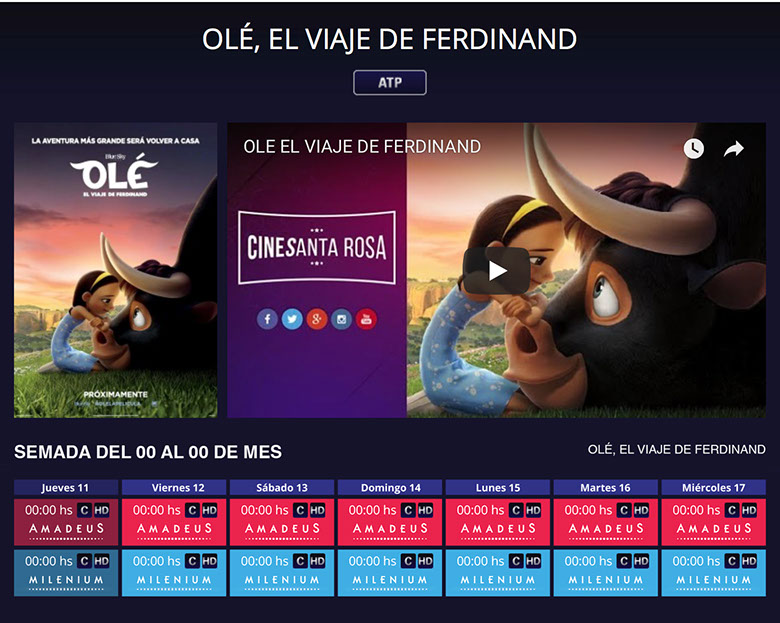 OLÉ, EL VIAJE DE FERDINAND
ATP
LA AVENTURA MÁS GRANDE SERÁ VOLVER A CASA
BlueSky
OLÉ
EL VIAJE DE FERDINAND
PRÓXIMAMENTE
OLE EL VIAJE DE FERDINAND
CINESANTA ROSA
SEMADA DEL 00 AL 00 DE MES
OLÉ, EL VIAJE DE FERDINAND
Jueves 11 Viernes 12 Sábado 13 Domingo 14 Lunes 15 Martes 16 Miércoles 17
00:00 hs C HD 00:00 hs C HD 00:00 hs C HD 00:00 hs C HD 00:00 hs C HD 00:00 hs C HD 00:00 hs C HD
AMADEUS AMADEUS AMADEUS AMADEUS AMADEUS AMADEUS AMADEUS
00:00 hs C HD 00:00 hs C HD 00:00 hs C HD 00:00 hs C HD 00:00 hs C HD 00:00 hs C HD 00:00 hs C HD
MILENIUM MILENIUM MILENIUM MILENIUM MILENIUM MILENIUM MILENIUM